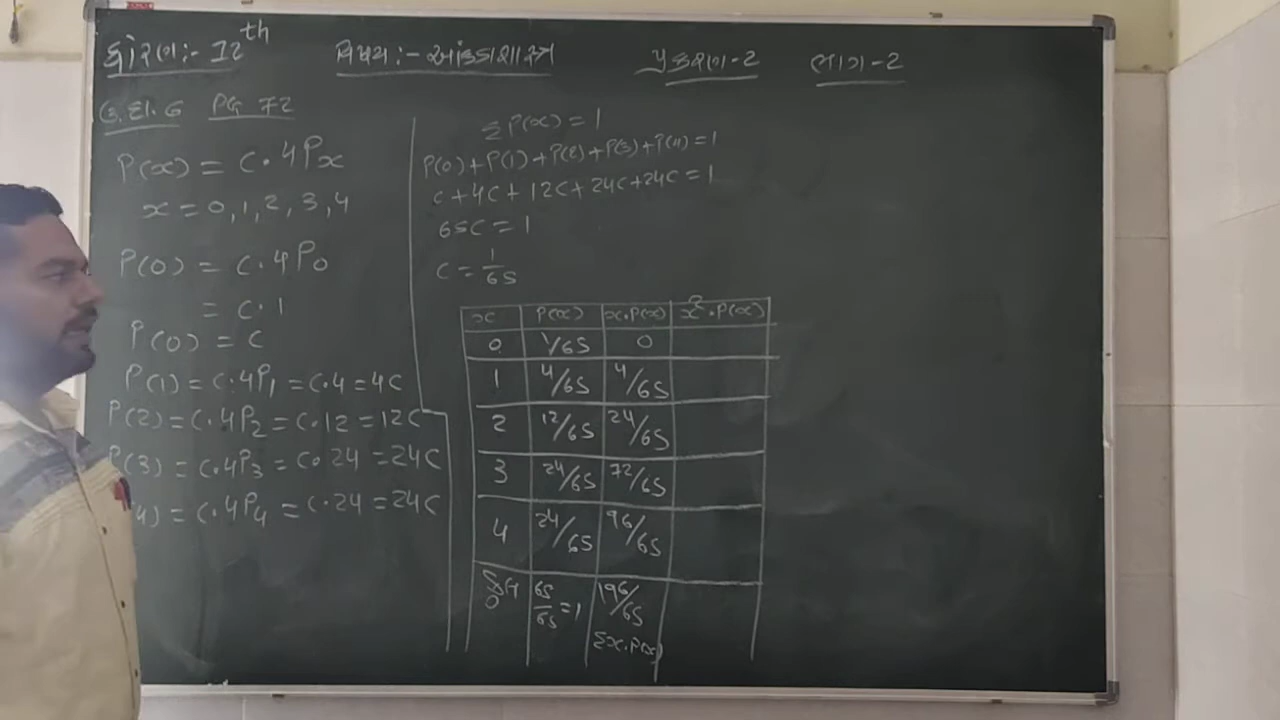 ધોરણ:- 12th વિષય:- આંકડાશાસ્ત્ર પ્રકરણ-2 ભાગ-2
ઉદા. 6 PG 72
P(x) = C.4Px
x = 0,1,2,3,4
P(0) = C.4P0
= C.1
P(0) = C
P(1) = C.4P1 = C.4 = 4C
P(2) = C.4P2 = C.12 = 12C
P(3) = C.4P3 = C.24 = 24C
4) = C.4P4 = C.24 = 24C
ΣP(x) = 1
P(0)+P(1)+P(2)+P(3)+P(4)=1
C+4C+12C+24C+24C=1
65C = 1
C = 1/65
x P(x) x.P(x) x².P(x)
0 1/65 0
1 4/65 4/65
2 12/65 24/65
3 24/65 72/65
4 24/65 96/65
કુલ 65/65=1 196/65
Σx.P(x)